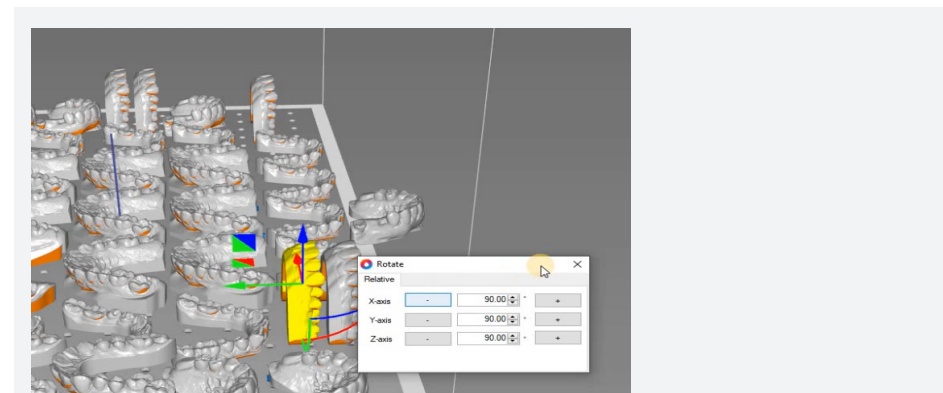 Rotate
Relative
X-axis - 90.00 ° +
Y-axis - 90.00 ° +
Z-axis - 90.00 ° +